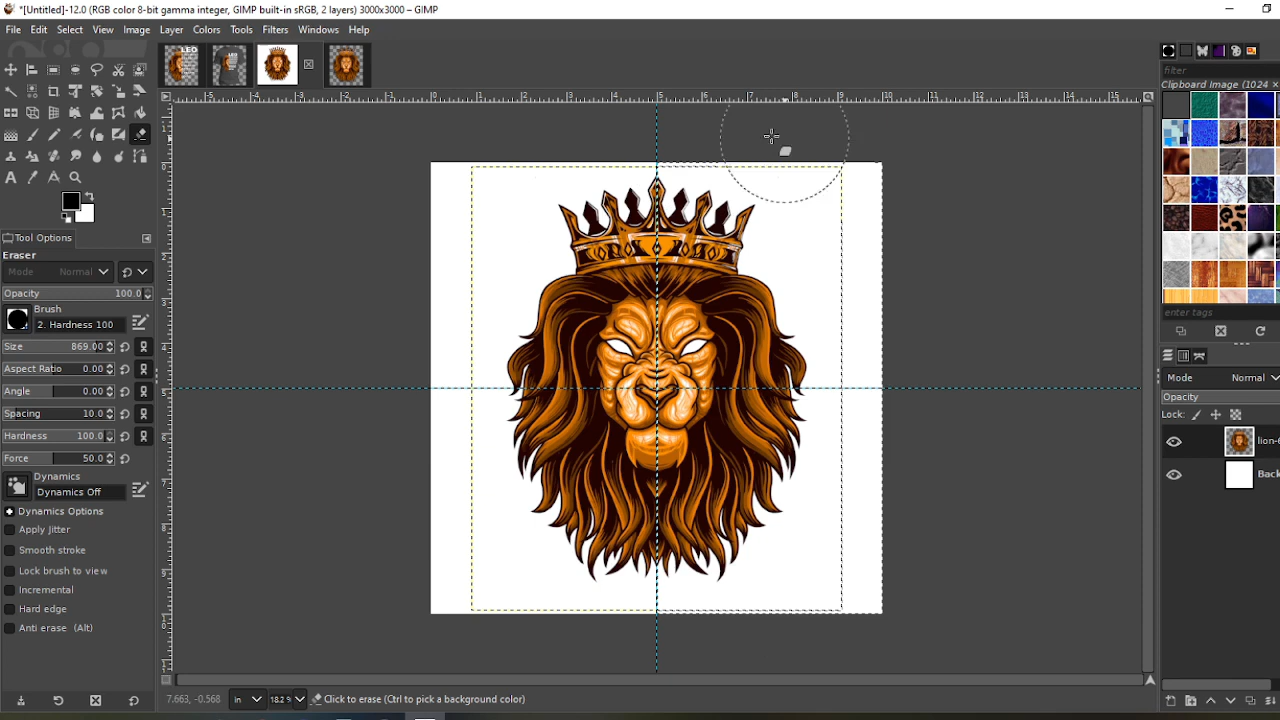 *[Untitled]-12.0 (RGB color 8-bit gamma integer, GIMP built-in sRGB, 2 layers) 3000x3000 – GIMP
File Edit Select View Image Layer Colors Tools Filters Windows Help
LEO
LEO
filter
Clipboard Image (1024 ×
Tool Options
Eraser
Mode Normal
Opacity 100.0
Brush
2. Hardness 100
Size 869.00
Aspect Ratio 0.00
Angle 0.00
Spacing 10.0
Hardness 100.0
Force 50.0
Dynamics
Dynamics Off
Dynamics Options
Apply Jitter
Smooth stroke
Lock brush to view
Incremental
Hard edge
Anti erase (Alt)
enter tags
Mode Normal
Opacity
Lock:
lion-
Back
7.663, -0.568 in 18.2 % Click to erase (Ctrl to pick a background color)